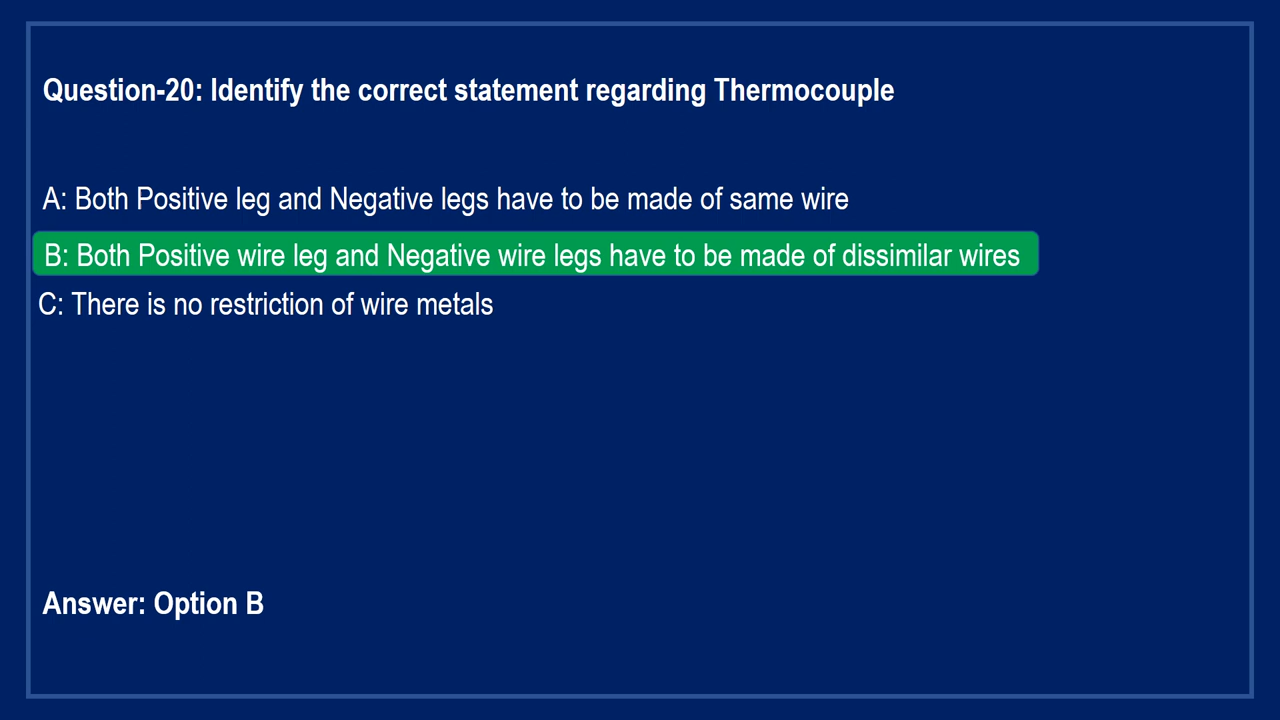 Question-20: Identify the correct statement regarding Thermocouple
A: Both Positive leg and Negative legs have to be made of same wire
B: Both Positive wire leg and Negative wire legs have to be made of dissimilar wires
C: There is no restriction of wire metals
Answer: Option B